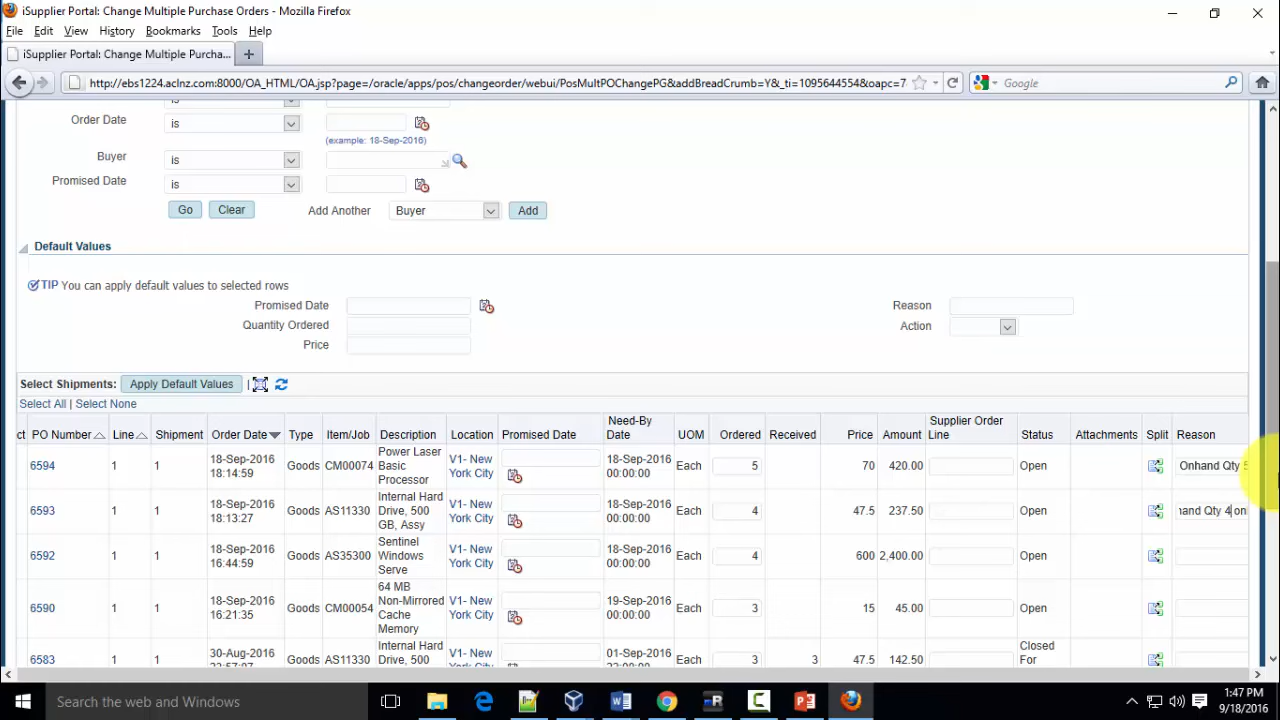 iSupplier Portal: Change Multiple Purchase Orders - Mozilla Firefox
File Edit View History Bookmarks Tools Help
iSupplier Portal: Change Multiple Purcha...
http://ebs1224.aclnz.com:8000/OA_HTML/OA.jsp?page=/oracle/apps/pos/changeorder/webui/PosMultPOChangePG&addBreadCrumb=Y&_ti=1095644554&oapc=7 Google
is
Order Date is
(example: 18-Sep-2016)
Buyer is
Promised Date is
Go Clear Add Another Buyer Add
Default Values
TIP You can apply default values to selected rows
Promised Date Reason
Quantity Ordered Action
Price
Select Shipments: Apply Default Values
Select All | Select None
ct PO Number Line Shipment Order Date Type Item/Job Description Location Promised Date Need-By Date UOM Ordered Received Price Amount Supplier Order Line Status Attachments Split Reason
6594 1 1 18-Sep-2016 18:14:59 Goods CM00074 Power Laser Basic Processor V1- New York City 18-Sep-2016 00:00:00 Each 5 70 420.00 Open Onhand Qty 5
6593 1 1 18-Sep-2016 18:13:27 Goods AS11330 Internal Hard Drive, 500 GB, Assy V1- New York City 18-Sep-2016 00:00:00 Each 4 47.5 237.50 Open hand Qty 4 on
6592 1 1 18-Sep-2016 16:44:59 Goods AS35300 Sentinel Windows Serve V1- New York City 18-Sep-2016 00:00:00 Each 4 600 2,400.00 Open
6590 1 1 18-Sep-2016 16:21:35 Goods CM00054 64 MB Non-Mirrored Cache Memory V1- New York City 19-Sep-2016 00:00:00 Each 3 15 45.00 Open
6583 1 1 30-Aug-2016 Goods AS11330 Internal Hard Drive, 500 V1- New York City 01-Sep-2016 Each 3 3 47.5 142.50 Closed For
Search the web and Windows
1:47 PM
9/18/2016